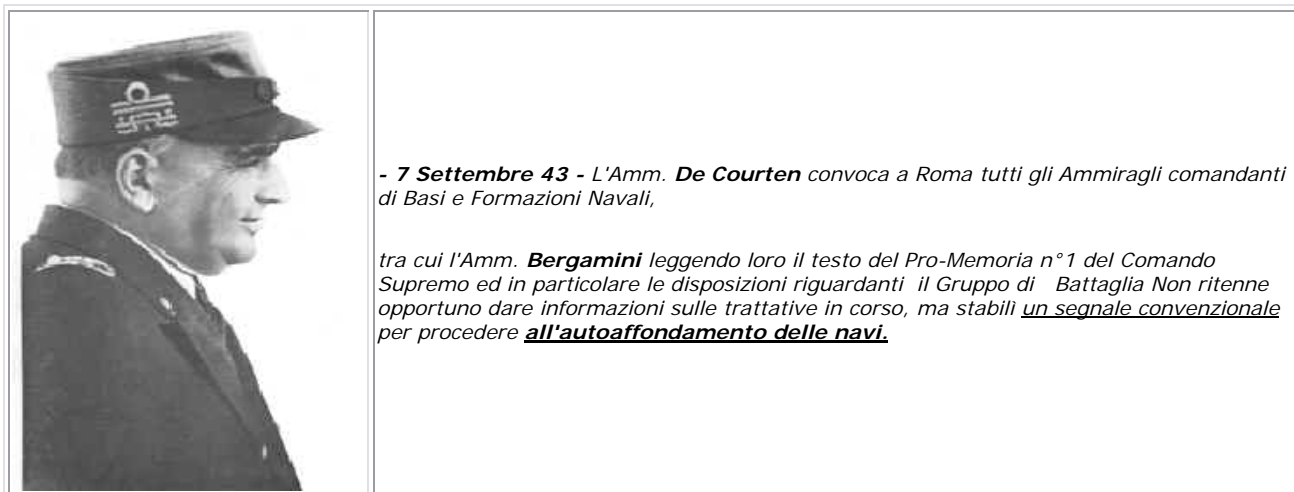 - 7 Settembre 43 - L'Amm. De Courten convoca a Roma tutti gli Ammiragli comandanti
di Basi e Formazioni Navali,
tra cui l'Amm. Bergamini leggendo loro il testo del Pro-Memoria n°1 del Comando
Supremo ed in particolare le disposizioni riguardanti il Gruppo di Battaglia Non ritenne
opportuno dare informazioni sulle trattative in corso, ma stabilì un segnale convenzionale
per procedere all'autoaffondamento delle navi.